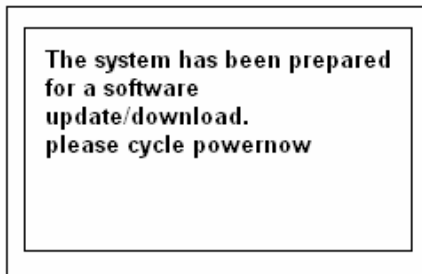 The system has been prepared
for a software
update/download.
please cycle powernow